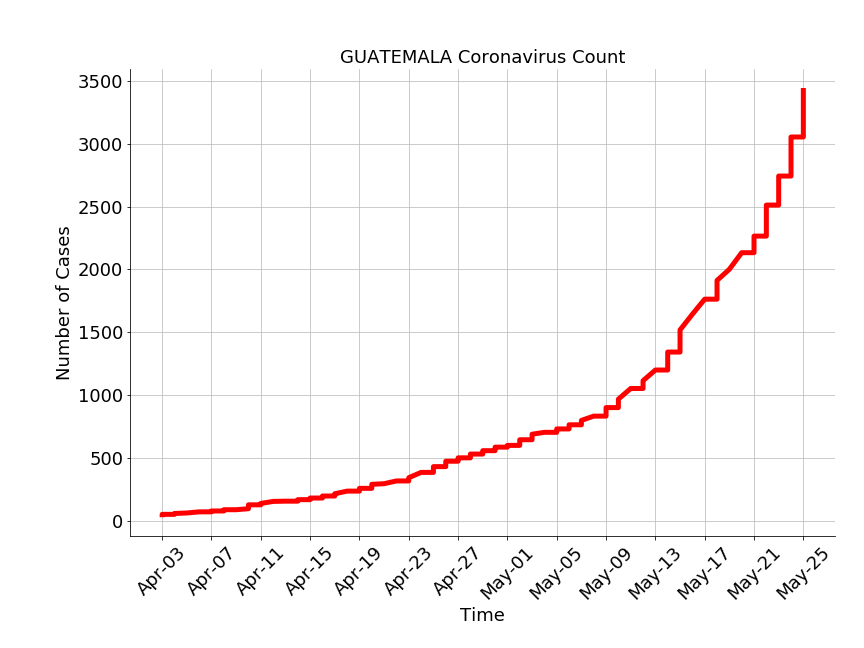 GUATEMALA Coronavirus Count
3500
3000
2500
2000
1500
1000
500
0
Number of Cases
Apr-03
Apr-07
Apr-11
Apr-15
Apr-19
Apr-23
Apr-27
May-01
May-05
May-09
May-13
May-17
May-21
May-25
Time